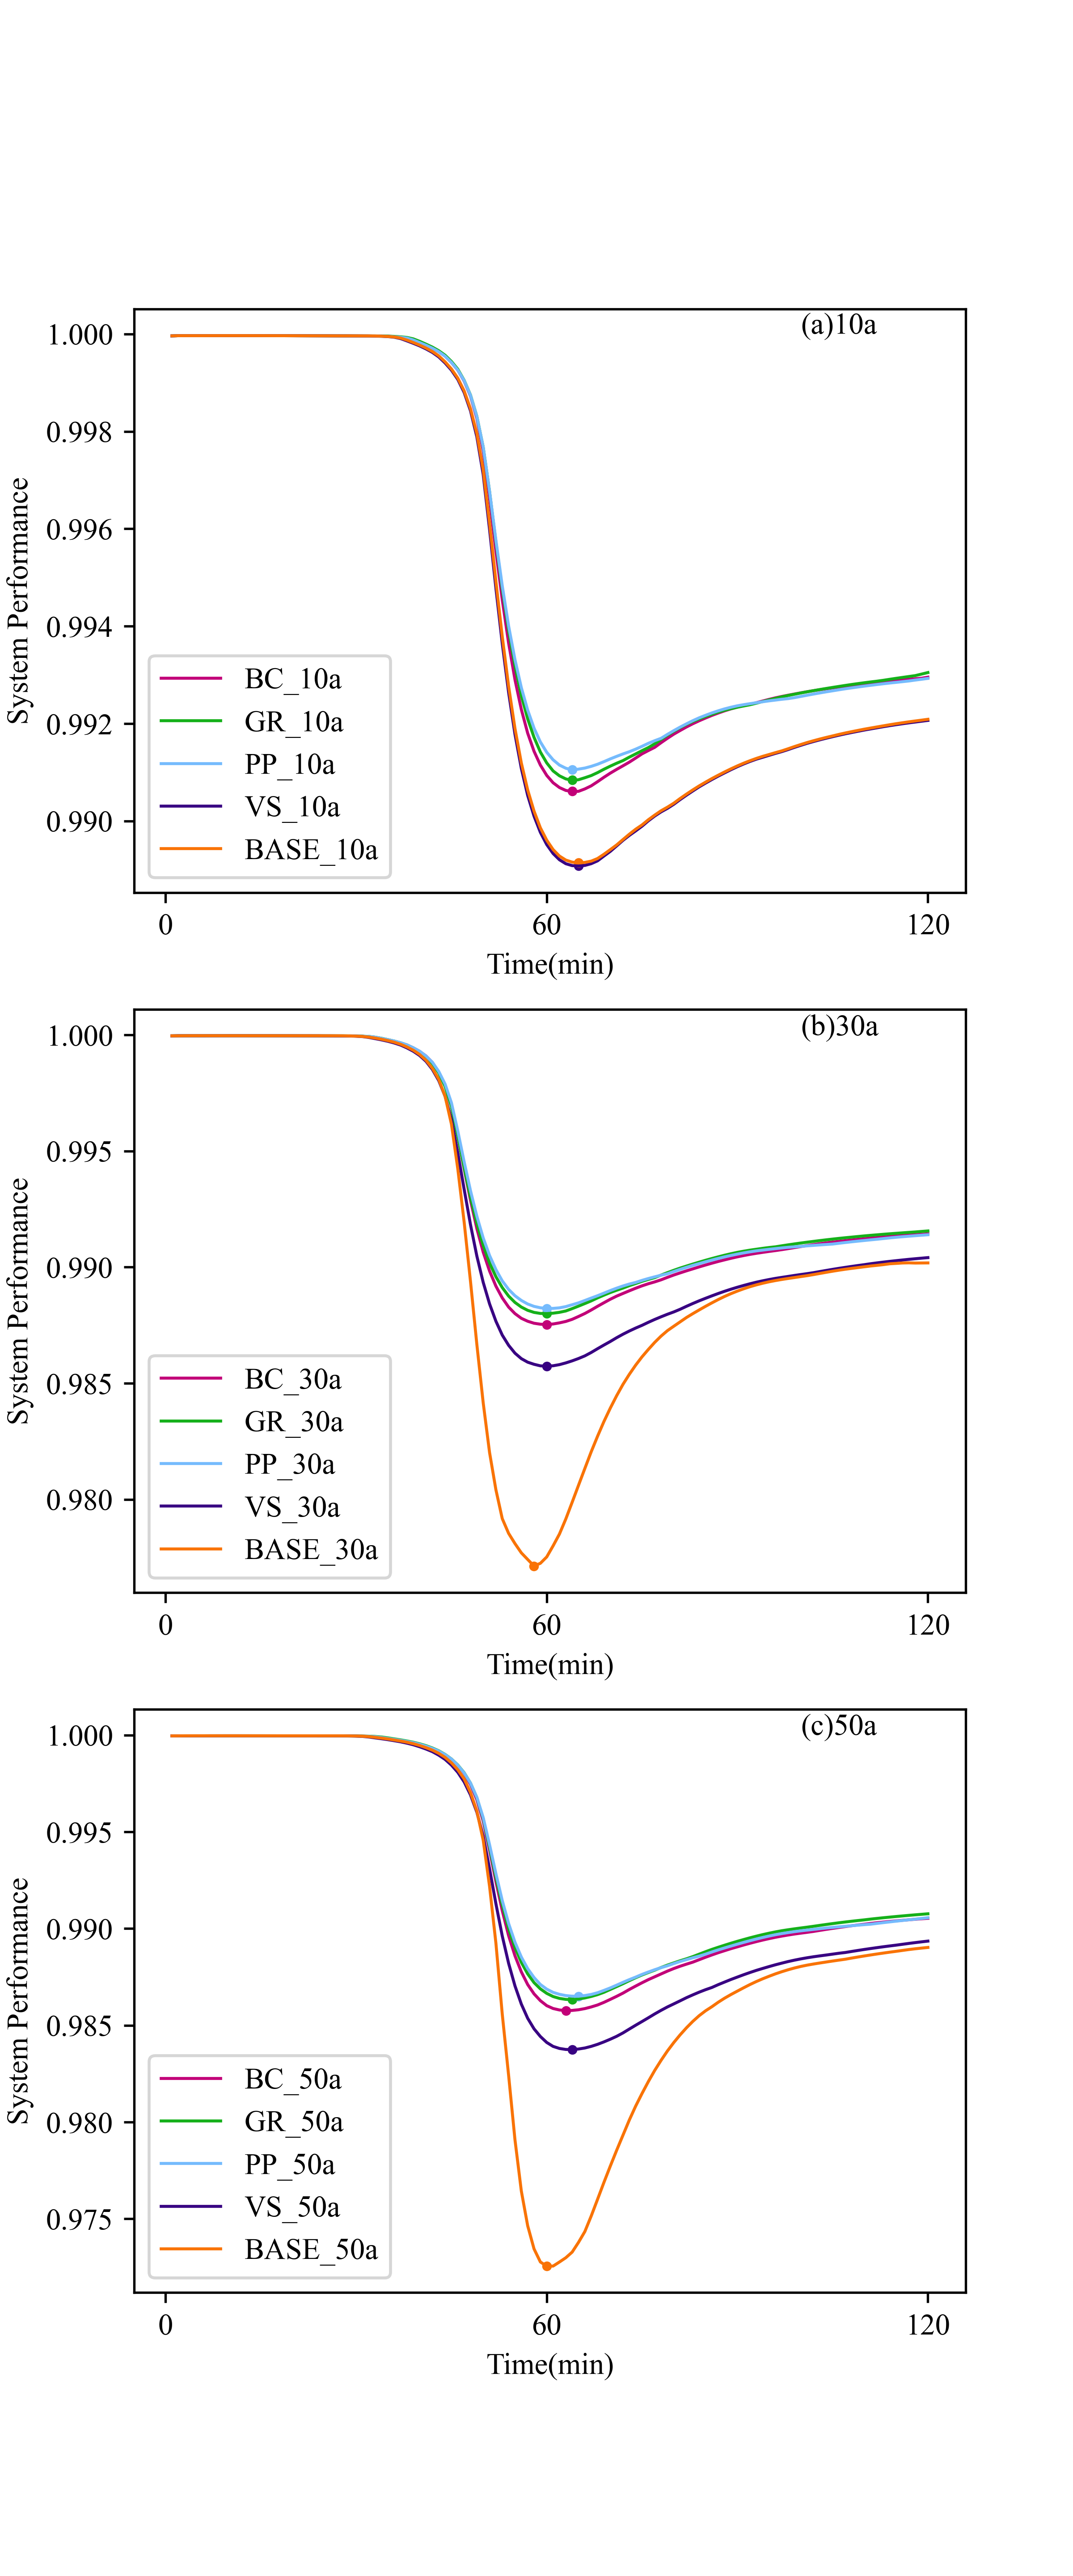 (a)10a
1.000
0.998
0.996
0.994
0.992
0.990
System Performance
BC_10a
GR_10a
PP_10a
VS_10a
BASE_10a
0 60 120
Time(min)
(b)30a
1.000
0.995
0.990
0.985
0.980
System Performance
BC_30a
GR_30a
PP_30a
VS_30a
BASE_30a
0 60 120
Time(min)
(c)50a
1.000
0.995
0.990
0.985
0.980
0.975
System Performance
BC_50a
GR_50a
PP_50a
VS_50a
BASE_50a
0 60 120
Time(min)